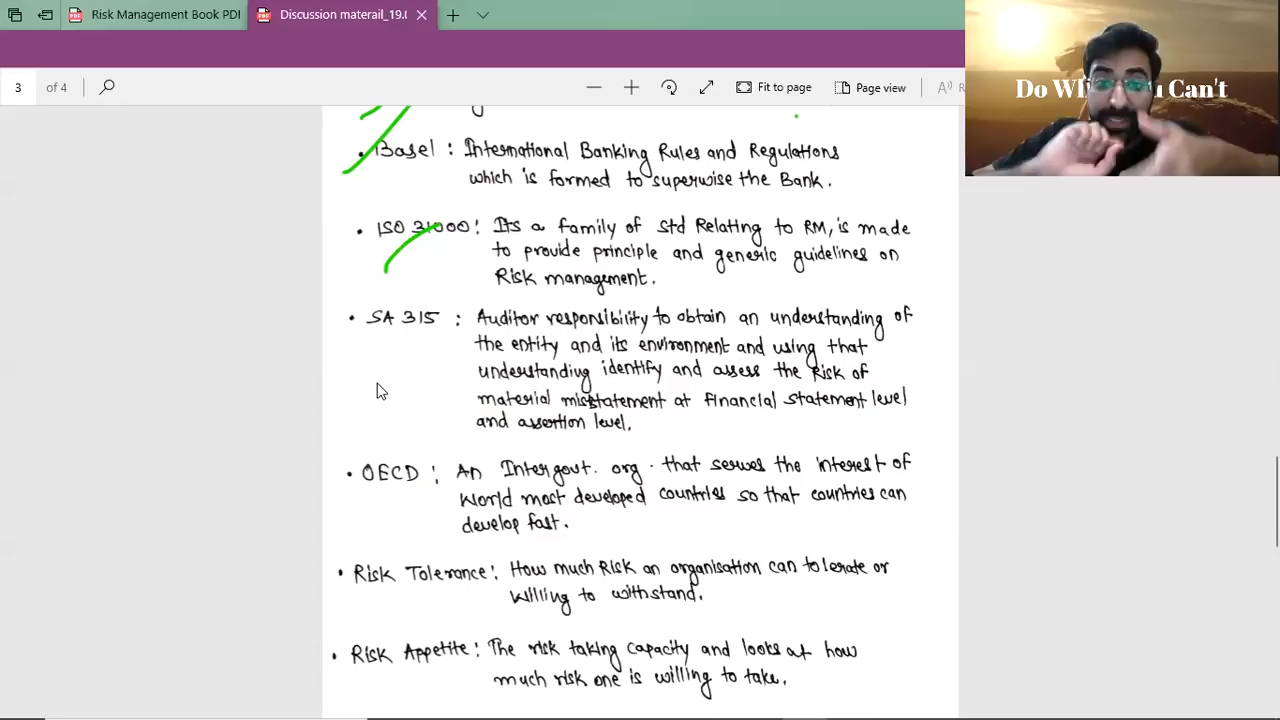 Risk Management Book PDI
Discussion materail_19.0
3 of 4
Fit to page
Page view
Do Wh u Can't
Basel : International Banking Rules and Regulations
which is formed to superwise the Bank.
ISO 31000: Its a family of Std Relating to RM, is made
to provide principle and generic guidelines on
Risk management.
SA 315 : Auditor responsibility to obtain an understanding of
the entity and its environment and using that
understanding identify and assess the Risk of
material misstatement at Financial statement level
and assertion level.
OECD : An Intergovt. org. that serves the interest of
World most developed countries so that countries can
develop fast.
Risk Tolerance: How much Risk an organisation can tolerate or
Willing to withstand.
Risk Appetite: The risk taking capacity and looks at how
much risk one is willing to take.